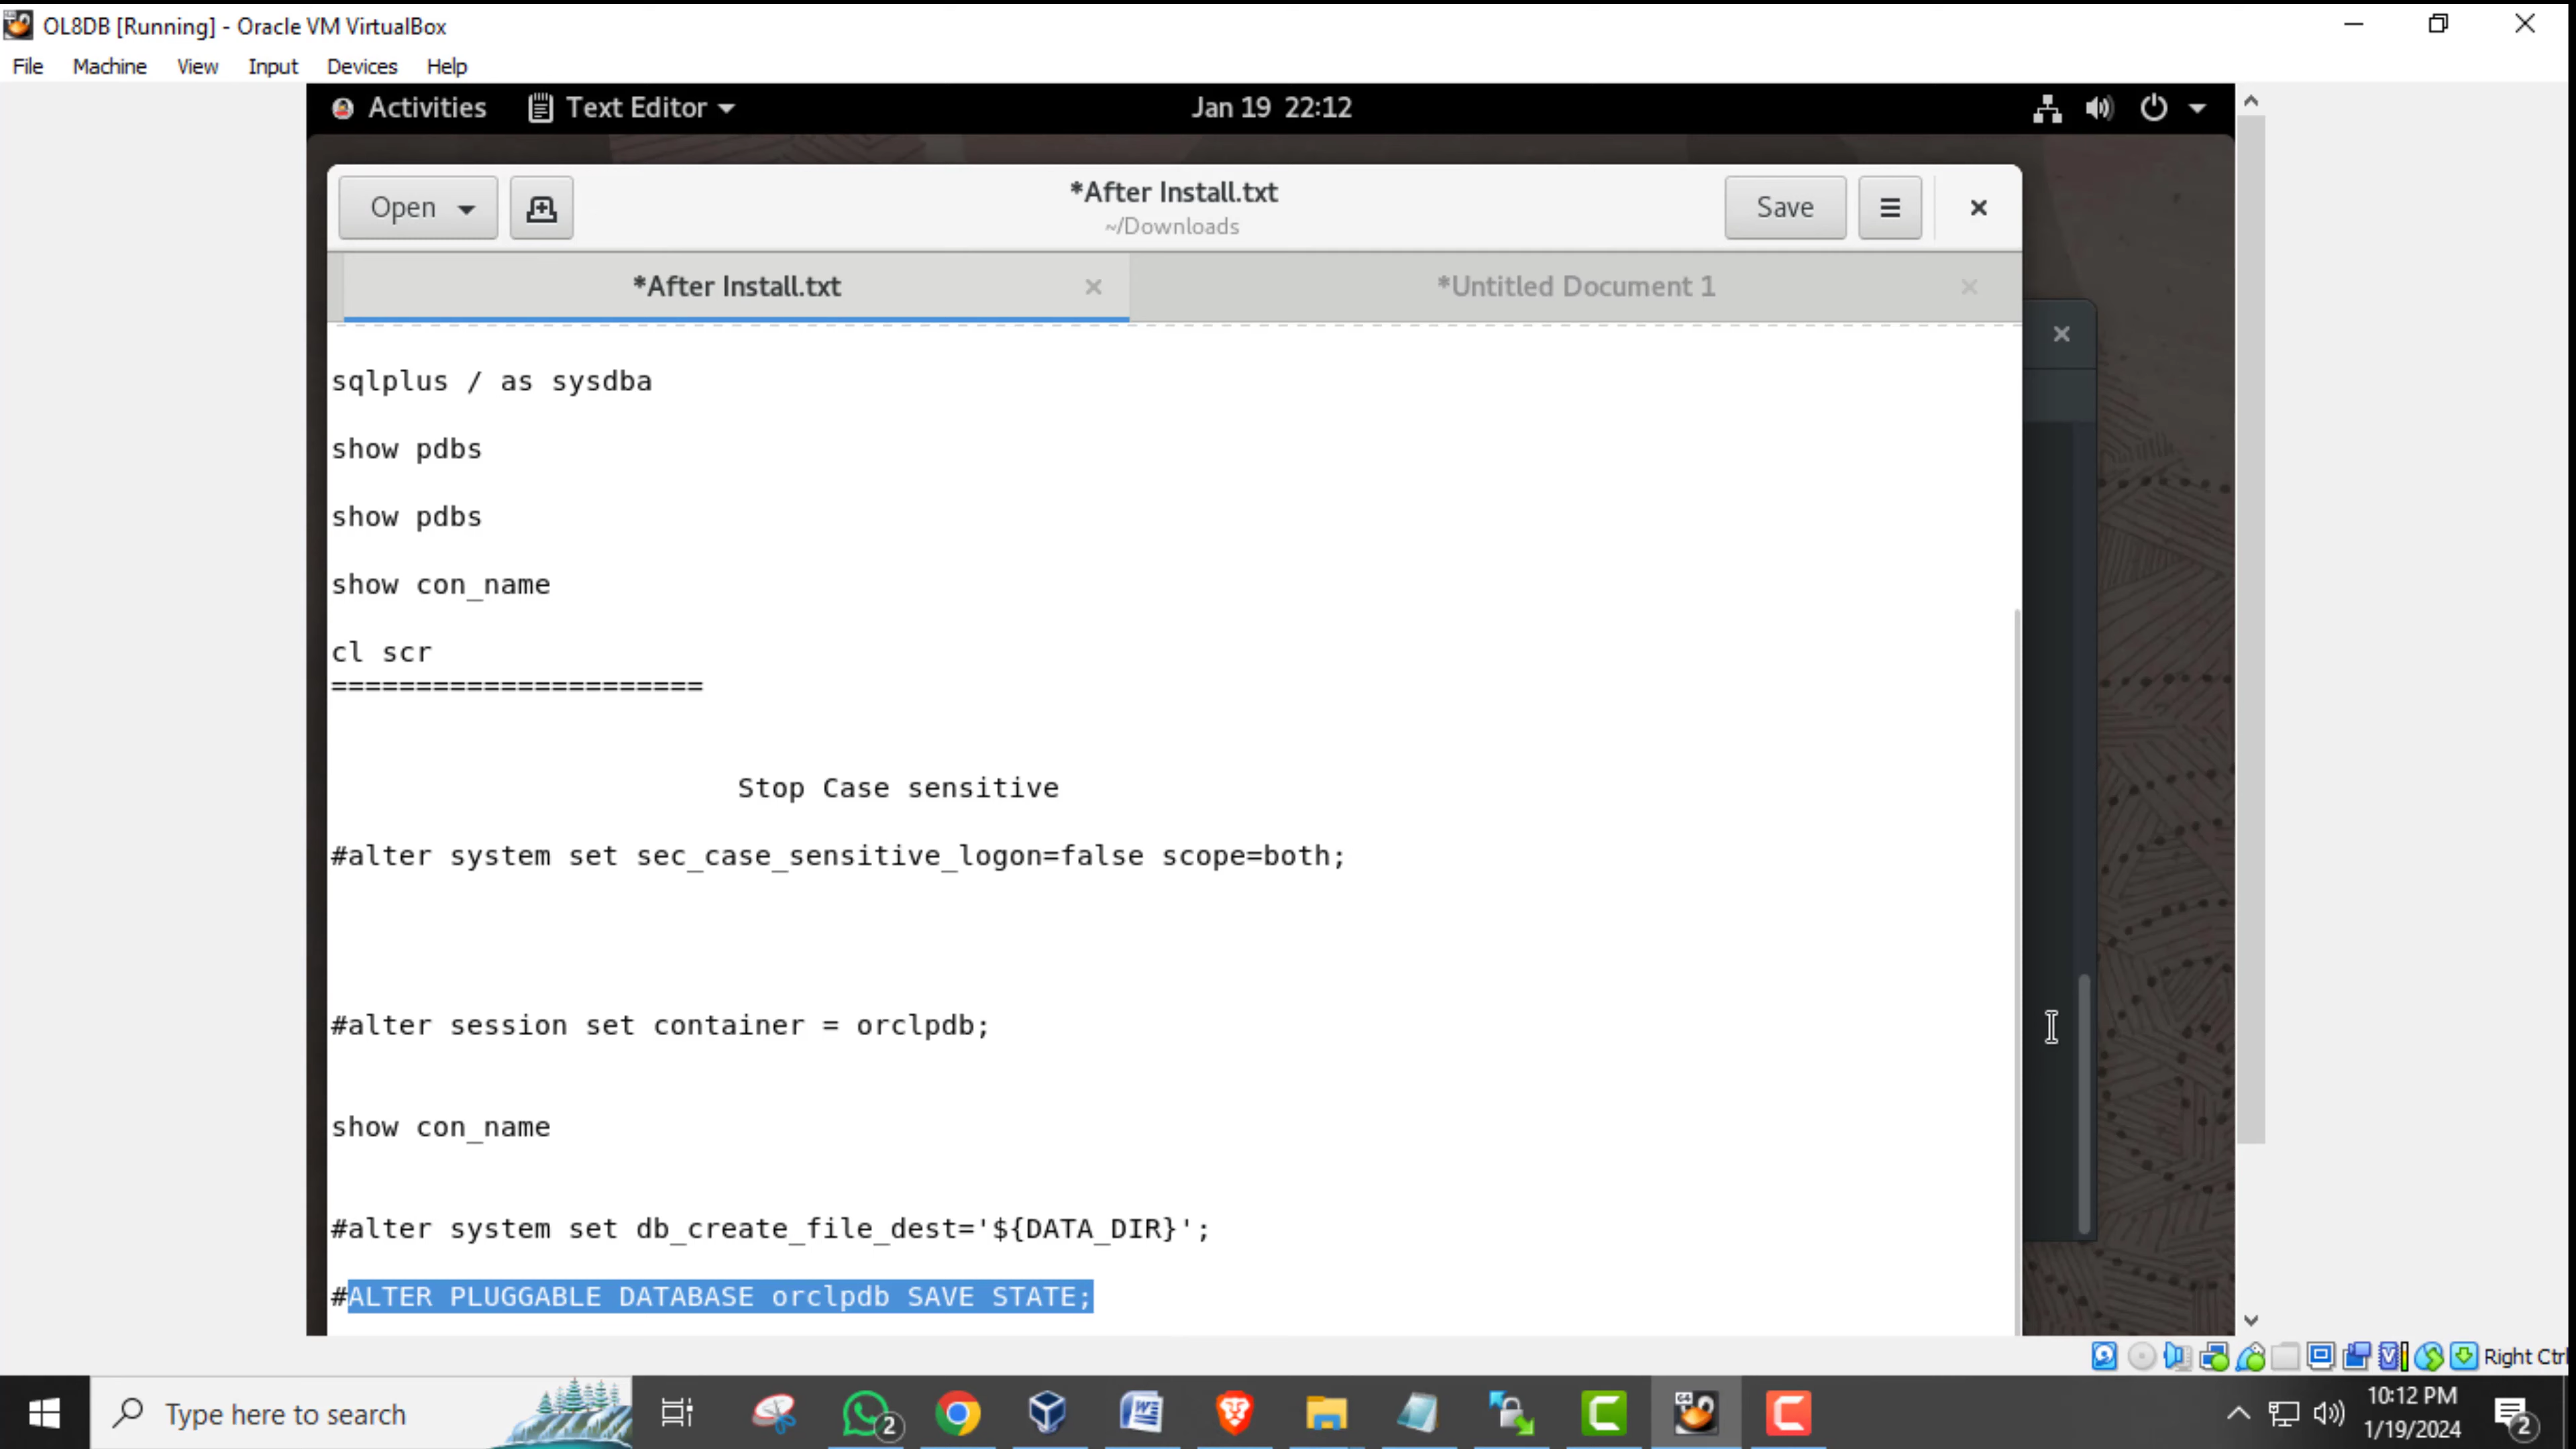 OL8DB [Running] - Oracle VM VirtualBox
File Machine View Input Devices Help
Activities Text Editor Jan 19 22:12
Open *After Install.txt Save
~/Downloads
*After Install.txt *Untitled Document 1
sqlplus / as sysdba
show pdbs
show pdbs
show con_name
cl scr
======================
Stop Case sensitive
#alter system set sec_case_sensitive_logon=false scope=both;
#alter session set container = orclpdb;
show con_name
#alter system set db_create_file_dest='${DATA_DIR}';
#ALTER PLUGGABLE DATABASE orclpdb SAVE STATE;
Right Ctrl
Type here to search
2
64
10:12 PM
1/19/2024
2